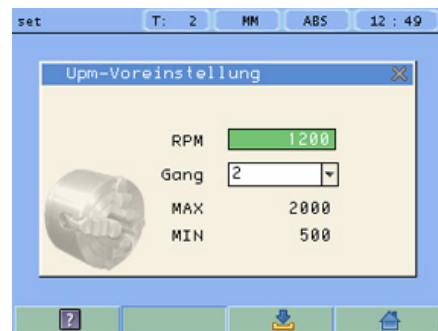 set T: 2 MM ABS 12 : 49
Upm-Voreinstellung
RPM 1200
Gang 2
MAX 2000
MIN 500
?